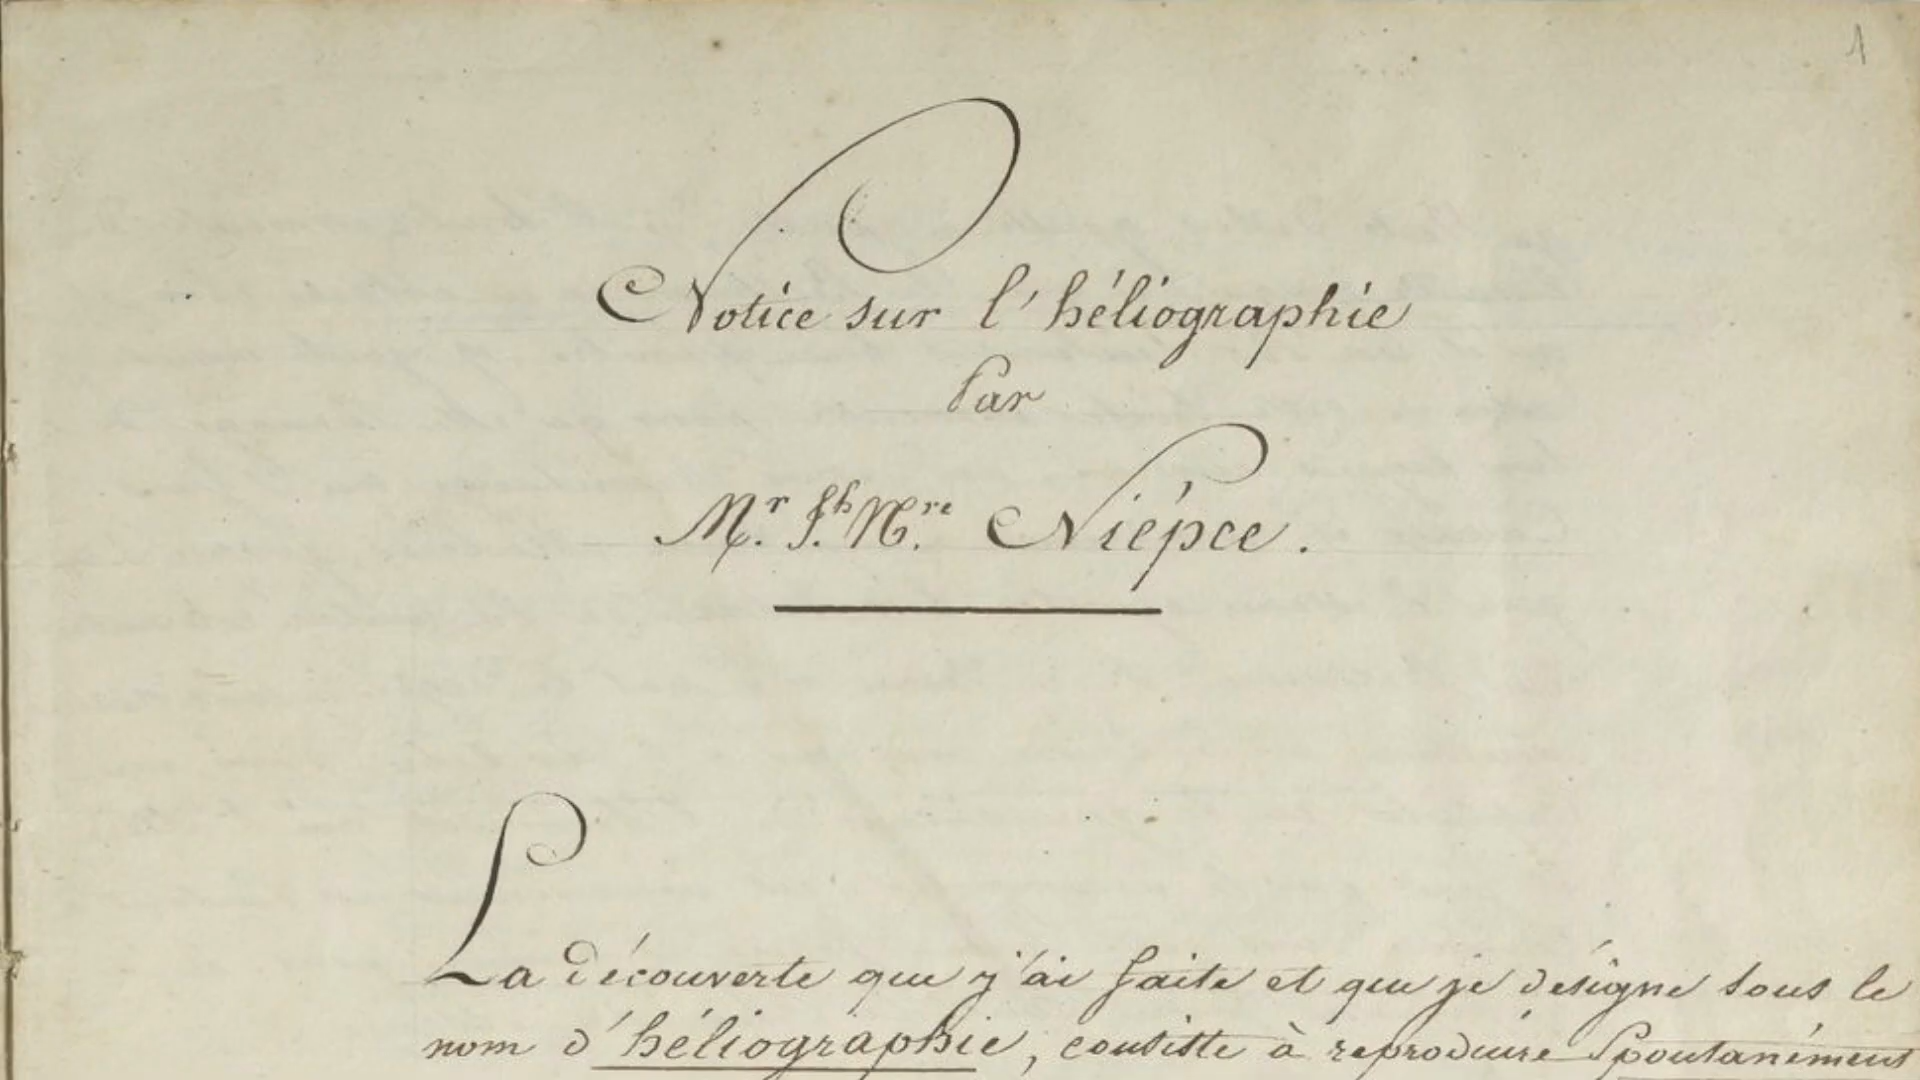 1
Notice sur l'héliographie
Par
Mr. Jh. Nre. Niépce.
La découverte que j'ai faite et que je désigne sous le
nom d'héliographie, consiste à reproduire spontanément